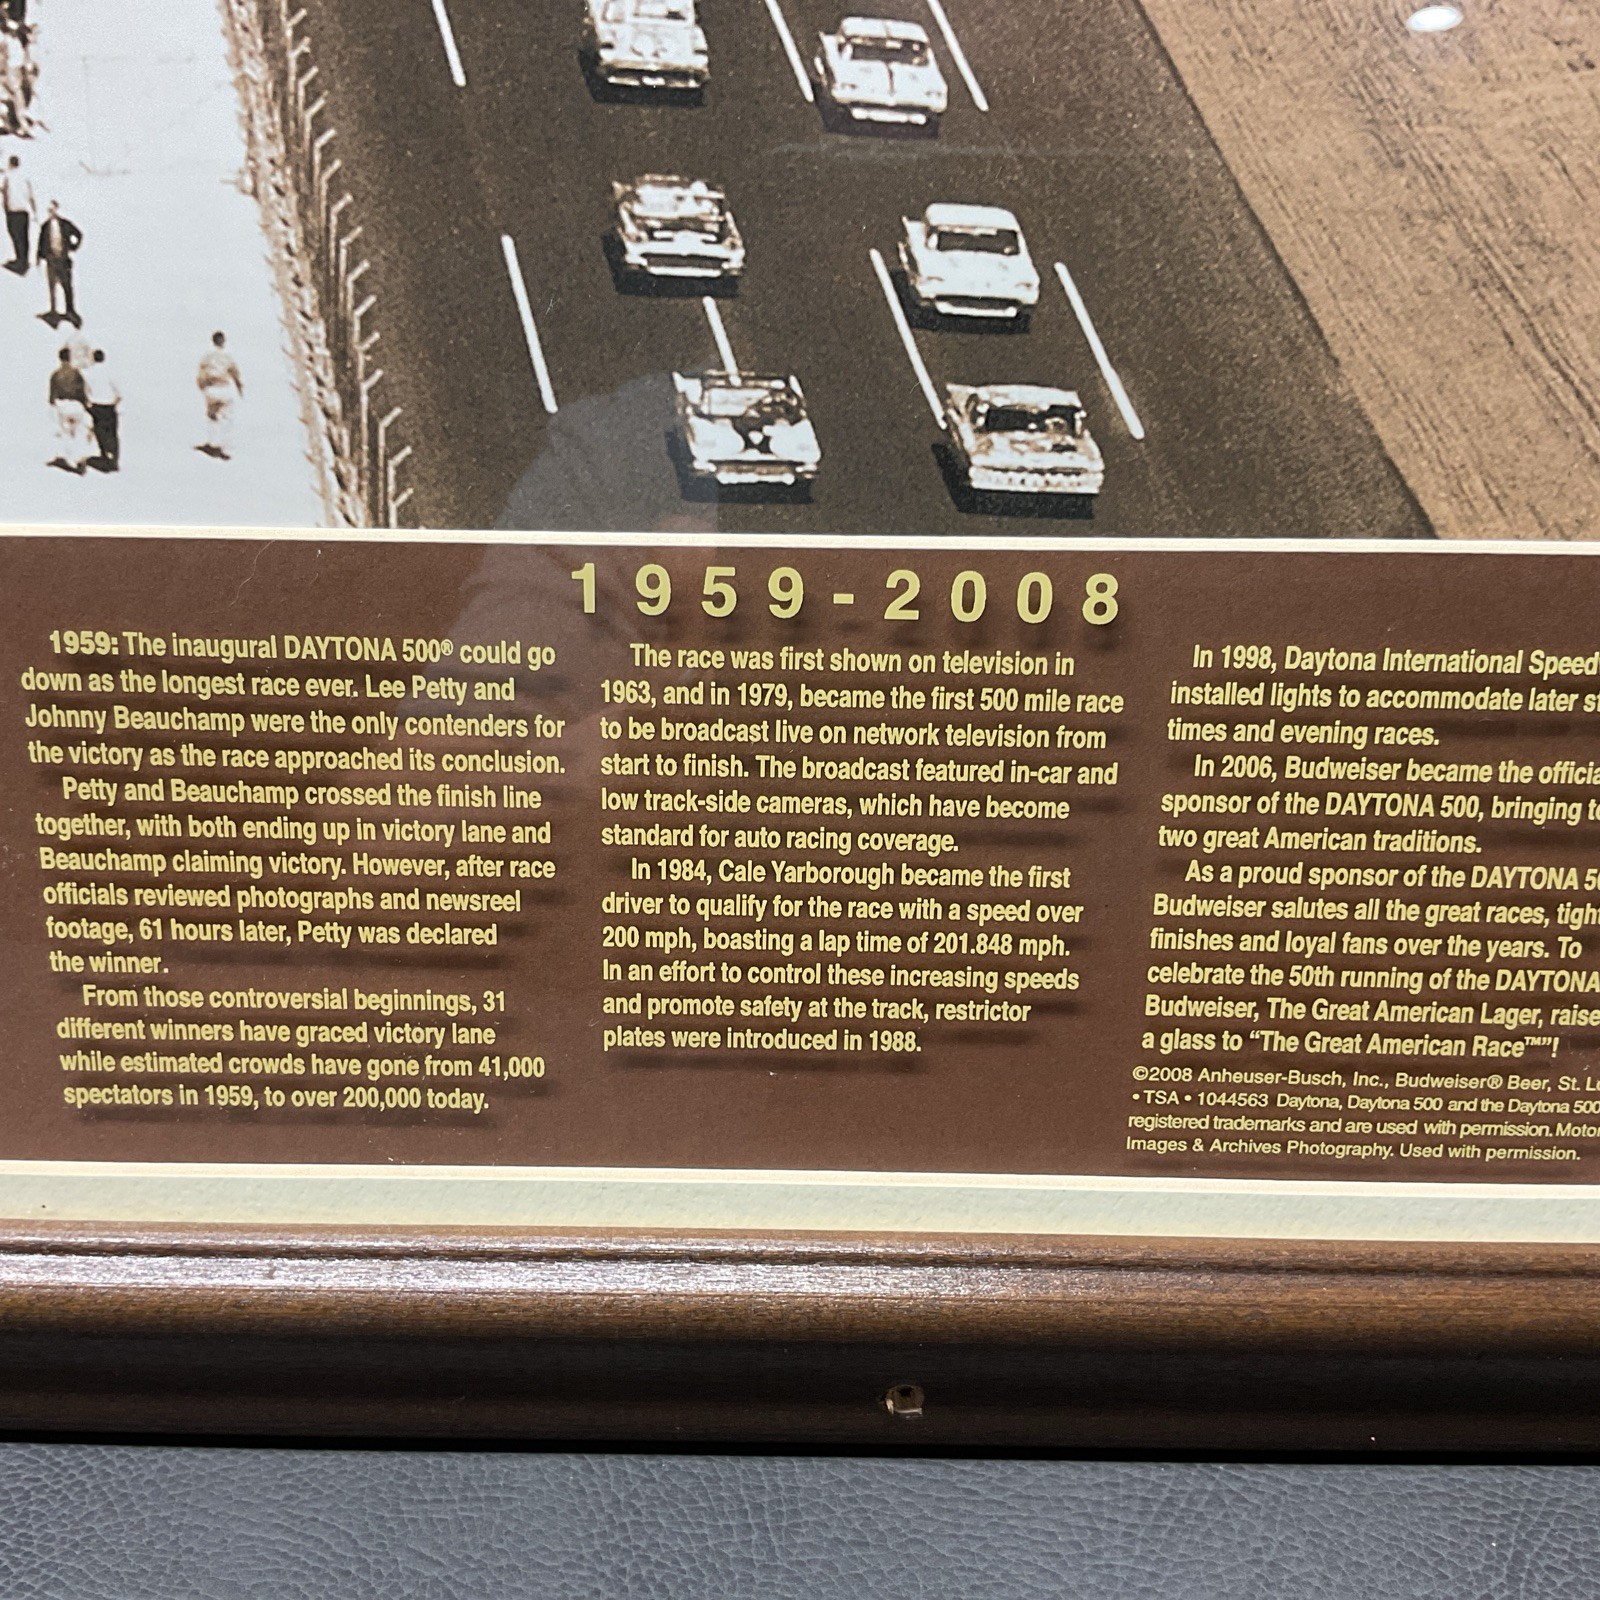 1959-2008
1959: The inaugural DAYTONA 500® could go
down as the longest race ever. Lee Petty and
Johnny Beauchamp were the only contenders for
the victory as the race approached its conclusion.
Petty and Beauchamp crossed the finish line
together, with both ending up in victory lane and
Beauchamp claiming victory. However, after race
officials reviewed photographs and newsreel
footage, 61 hours later, Petty was declared
the winner.
From those controversial beginnings, 31
different winners have graced victory lane
while estimated crowds have gone from 41,000
spectators in 1959, to over 200,000 today.
The race was first shown on television in
1963, and in 1979, became the first 500 mile race
to be broadcast live on network television from
start to finish. The broadcast featured in-car and
low track-side cameras, which have become
standard for auto racing coverage.
In 1984, Cale Yarborough became the first
driver to qualify for the race with a speed over
200 mph, boasting a lap time of 201.848 mph.
In an effort to control these increasing speeds
and promote safety at the track, restrictor
plates were introduced in 1988.
In 1998, Daytona International
installed lights to accommodate later
times and evening races.
In 2006, Budweiser became the
sponsor of the DAYTONA 500, bringing
two great American traditions.
As a proud sponsor of the DAYTONA
Budweiser salutes all the great races,
finishes and loyal fans over the years. To
celebrate the 50th running of the DAYTONA
Budweiser, The Great American Lager,
a glass to “The Great American Race™”!
©2008 Anheuser-Busch, Inc., Budweiser® Beer, St.
• TSA • 1044563 Daytona, Daytona 500 and the Daytona 500
registered trademarks and are used with permission.
Images & Archives Photography. Used with permission.